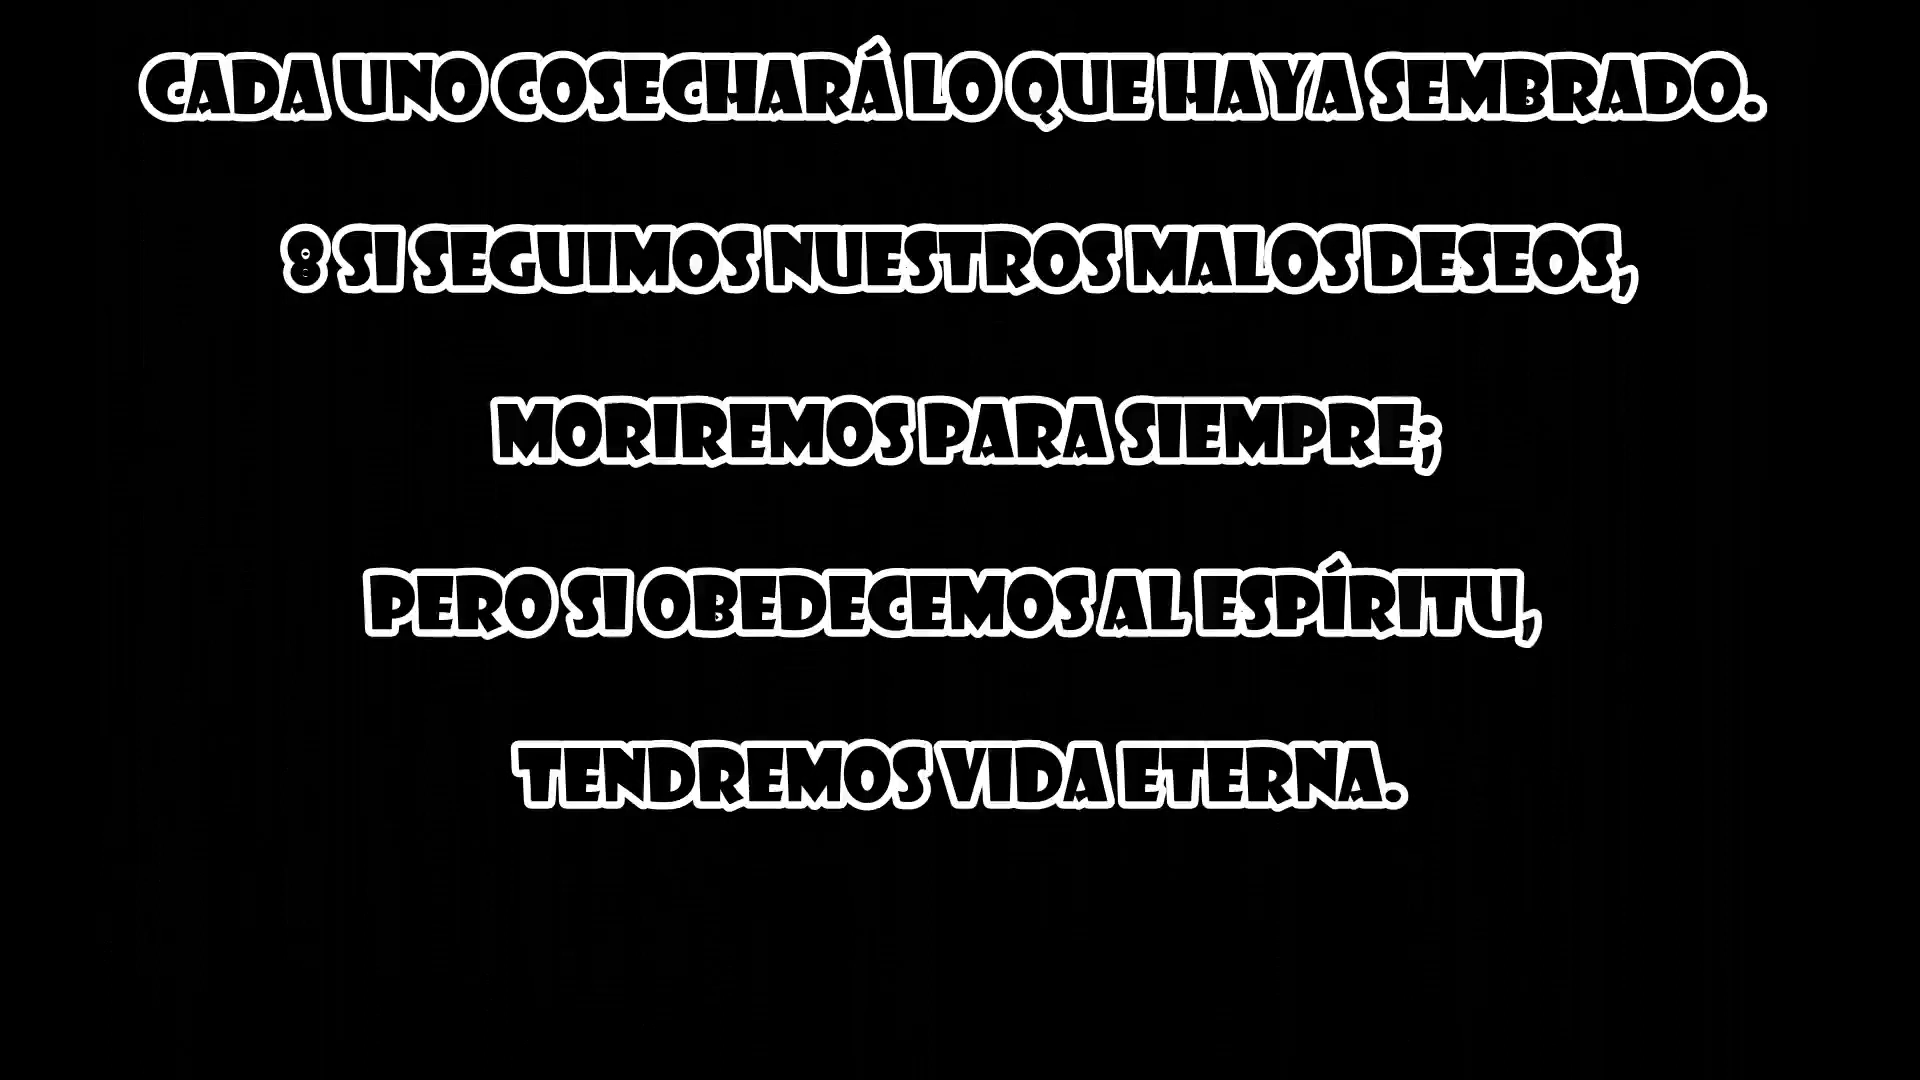 CADA UNO COSECHARÁ LO QUE HAYA SEMBRADO.
8 SI SEGUIMOS NUESTROS MALOS DESEOS,
MORIREMOS PARA SIEMPRE;
PERO SI OBEDECEMOS AL ESPÍRITU,
TENDREMOS VIDA ETERNA.